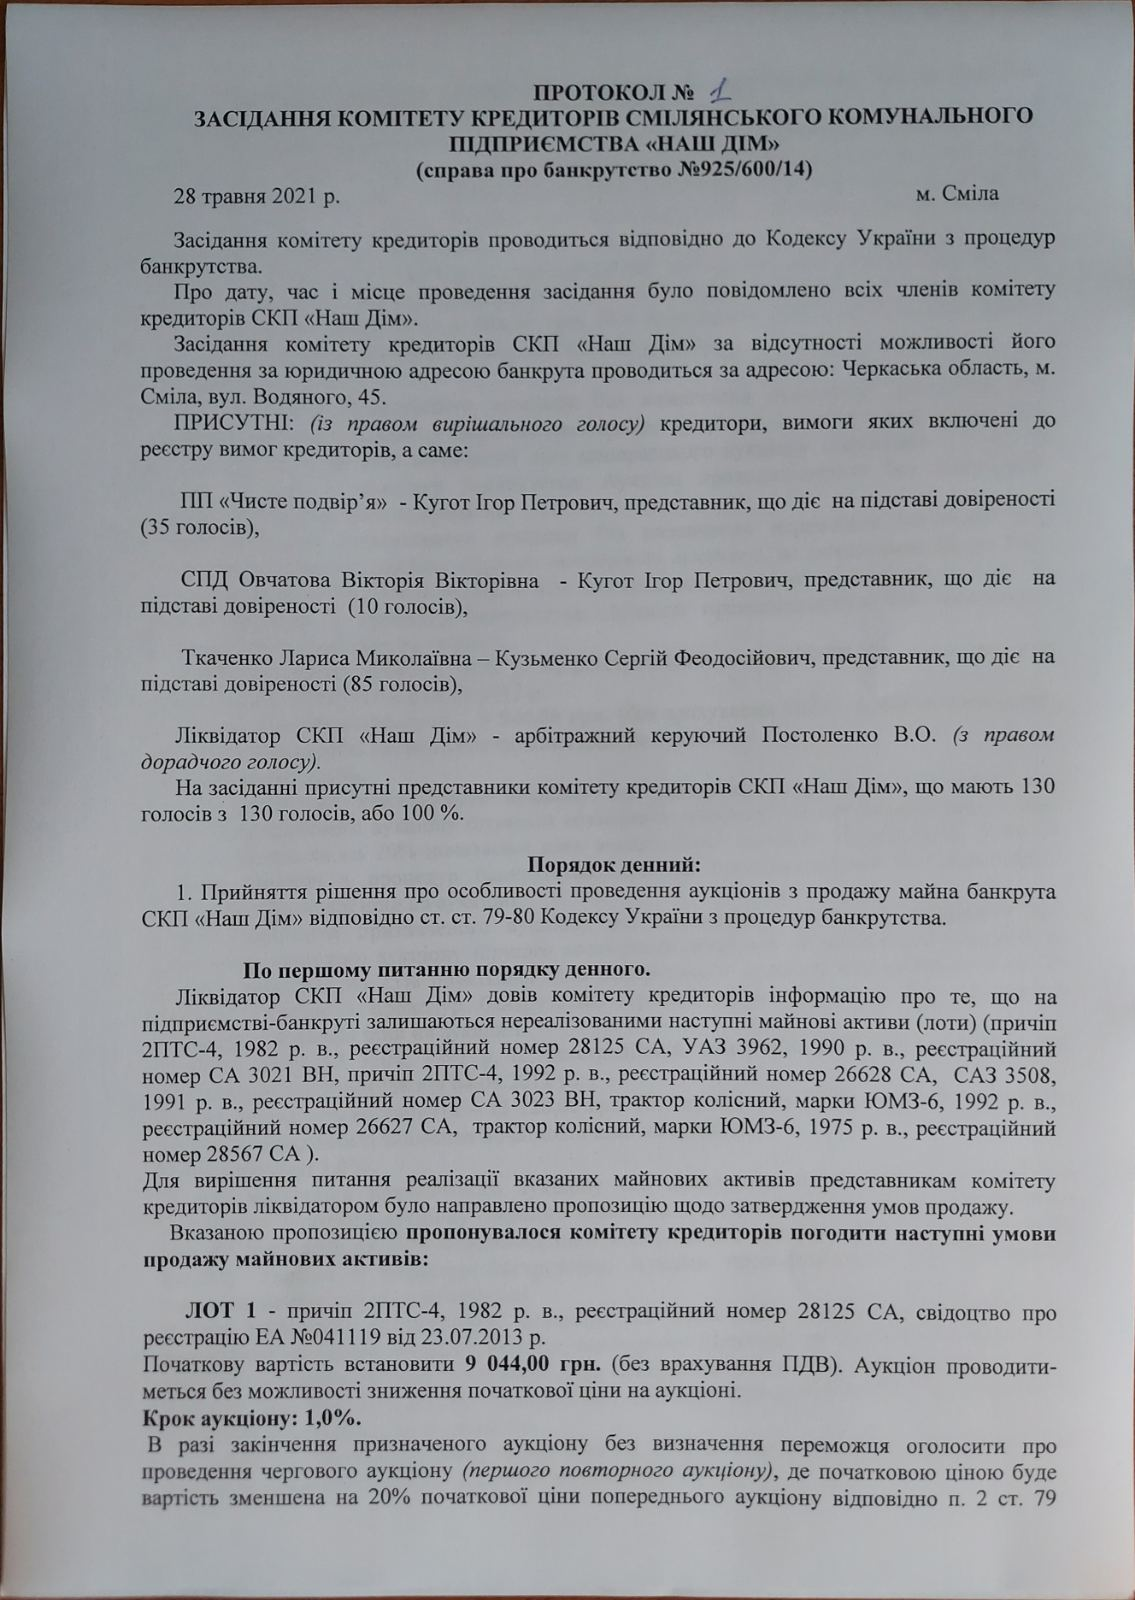 ПРОТОКОЛ № 1
ЗАСІДАННЯ КОМІТЕТУ КРЕДИТОРІВ СМІЛЯНСЬКОГО КОМУНАЛЬНОГО
ПІДПРИЄМСТВА «НАШ ДІМ»
(справа про банкрутство №925/600/14)
28 травня 2021 р. м. Сміла
Засідання комітету кредиторів проводиться відповідно до Кодексу України з процедур
банкрутства.
Про дату, час і місце проведення засідання було повідомлено всіх членів комітету
кредиторів СКП «Наш Дім».
Засідання комітету кредиторів СКП «Наш Дім» за відсутності можливості його
проведення за юридичною адресою банкрута проводиться за адресою: Черкаська область, м.
Сміла, вул. Водяного, 45.
ПРИСУТНІ: (із правом вирішального голосу) кредитори, вимоги яких включені до
реєстру вимог кредиторів, а саме:
ПП «Чисте подвір’я» - Кугот Ігор Петрович, представник, що діє на підставі довіреності
(35 голосів),
СПД Овчатова Вікторія Вікторівна - Кугот Ігор Петрович, представник, що діє на
підставі довіреності (10 голосів),
Ткаченко Лариса Миколаївна – Кузьменко Сергій Феодосійович, представник, що діє на
підставі довіреності (85 голосів),
Ліквідатор СКП «Наш Дім» - арбітражний керуючий Постоленко В.О. (з правом
дорадчого голосу).
На засіданні присутні представники комітету кредиторів СКП «Наш Дім», що мають 130
голосів з 130 голосів, або 100 %.
Порядок денний:
1. Прийняття рішення про особливості проведення аукціонів з продажу майна банкрута
СКП «Наш Дім» відповідно ст. ст. 79-80 Кодексу України з процедур банкрутства.
По першому питанню порядку денного.
Ліквідатор СКП «Наш Дім» довів комітету кредиторів інформацію про те, що на
підприємстві-банкруті залишаються нереалізованими наступні майнові активи (лоти) (причіп
2ПТС-4, 1982 р. в., реєстраційний номер 28125 СА, УАЗ 3962, 1990 р. в., реєстраційний
номер СА 3021 ВН, причіп 2ПТС-4, 1992 р. в., реєстраційний номер 26628 СА, САЗ 3508,
1991 р. в., реєстраційний номер СА 3023 ВН, трактор колісний, марки ЮМЗ-6, 1992 р. в.,
реєстраційний номер 26627 СА, трактор колісний, марки ЮМЗ-6, 1975 р. в., реєстраційний
номер 28567 СА ).
Для вирішення питання реалізації вказаних майнових активів представникам комітету
кредиторів ліквідатором було направлено пропозицію щодо затвердження умов продажу.
Вказаною пропозицією пропонувалося комітету кредиторів погодити наступні умови
продажу майнових активів:
ЛОТ 1 - причіп 2ПТС-4, 1982 р. в., реєстраційний номер 28125 СА, свідоцтво про
реєстрацію ЕА №041119 від 23.07.2013 р.
Початкову вартість встановити 9 044,00 грн. (без врахування ПДВ). Аукціон проводити-
меться без можливості зниження початкової ціни на аукціоні.
Крок аукціону: 1,0%.
В разі закінчення призначеного аукціону без визначення переможця оголосити про
проведення чергового аукціону (першого повторного аукціону), де початковою ціною буде
вартість зменшена на 20% початкової ціни попереднього аукціону відповідно п. 2 ст. 79